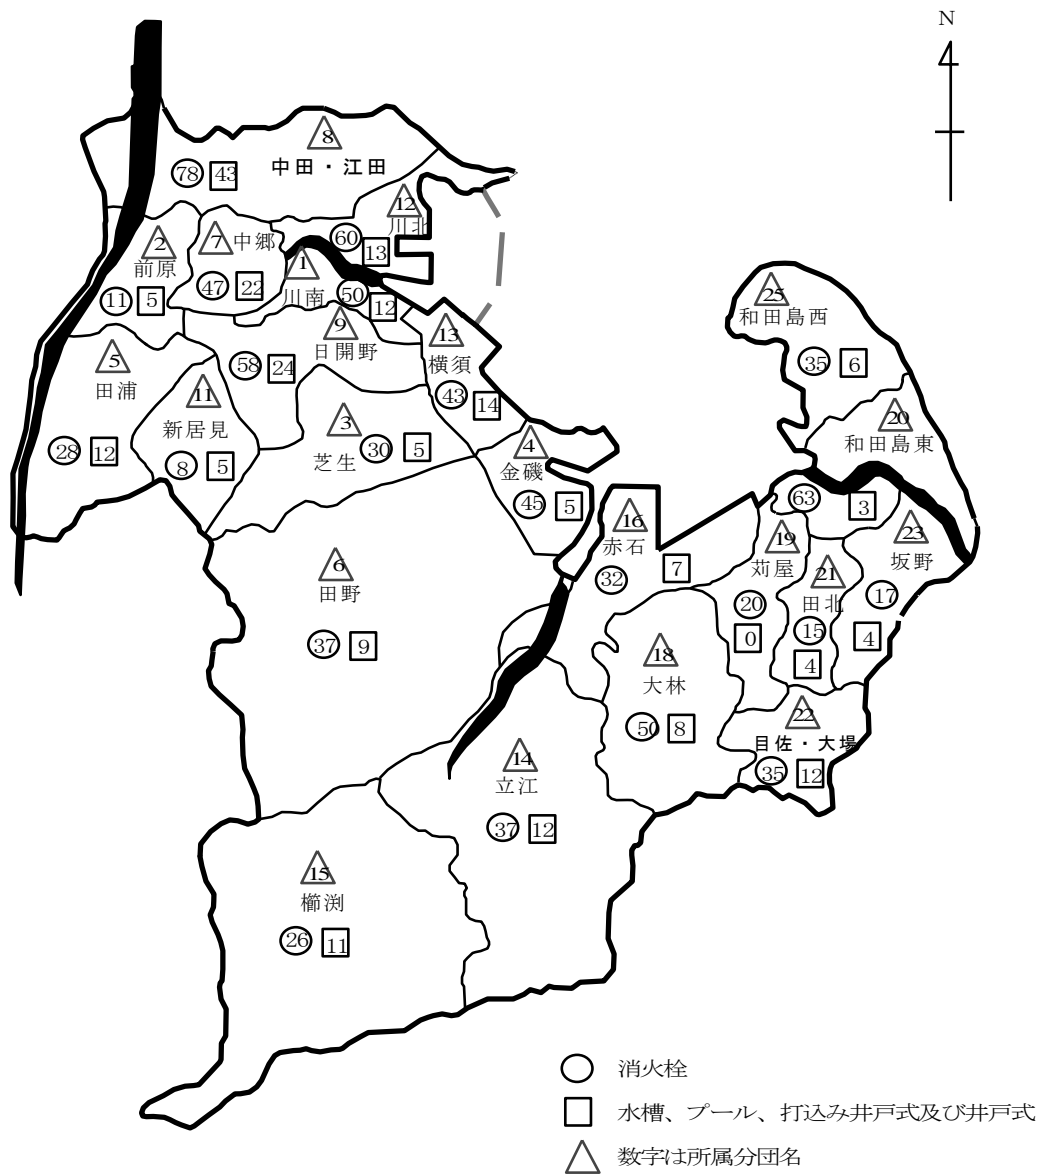 N
8
中田・江田
78 43
12
川北
60 13
2
前原
11 5
7 中郷
47 22
1
川南
50 12
9
日開野
58 24
13
横須
43 14
5
田浦
28 12
11
新居見
8 5
3
芝生 30 5
4
金磯
45 5
25
和田島西
35 6
20
和田島東
63 3
16
赤石
32 7
19
苅屋
20
0
21
田北
15
4
23
坂野
17
4
6
田野
37 9
18
大林
50 8
22
目佐・大場
35 12
14
立江
37 12
15
櫛渕
26 11
消火栓
水槽、プール、打込み井戸式及び井戸式
数字は所属分団名